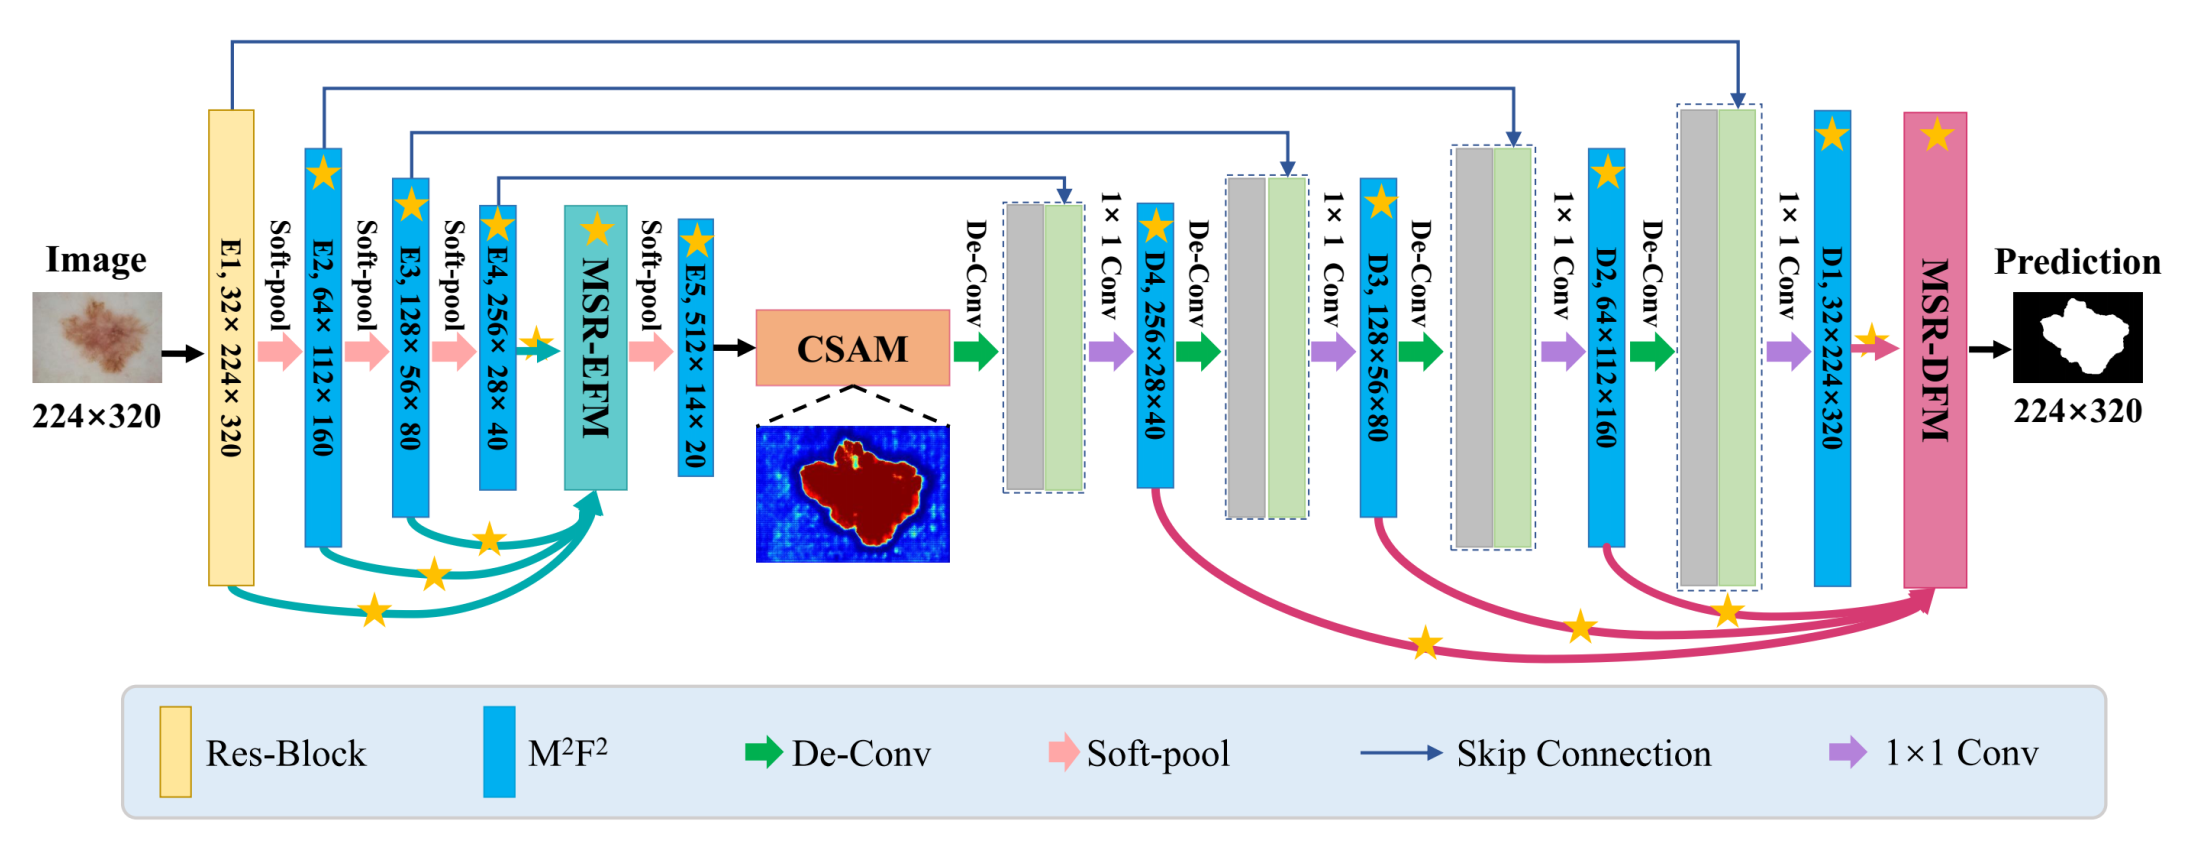 Image
224×320
E1, 32× 224× 320
Soft-pool
E2, 64× 112× 160
Soft-pool
E3, 128× 56× 80
Soft-pool
E4, 256× 28× 40
MSR-EFM
Soft-pool
E5, 512× 14× 20
CSAM
De-Conv
1× 1 Conv
D4, 256×28×40
De-Conv
1× 1 Conv
D3, 128×56×80
De-Conv
1× 1 Conv
D2, 64×112×160
De-Conv
1× 1 Conv
D1, 32×224×320
MSR-DFM
Prediction
224×320
Res-Block
M²F²
De-Conv
Soft-pool
Skip Connection
1×1 Conv